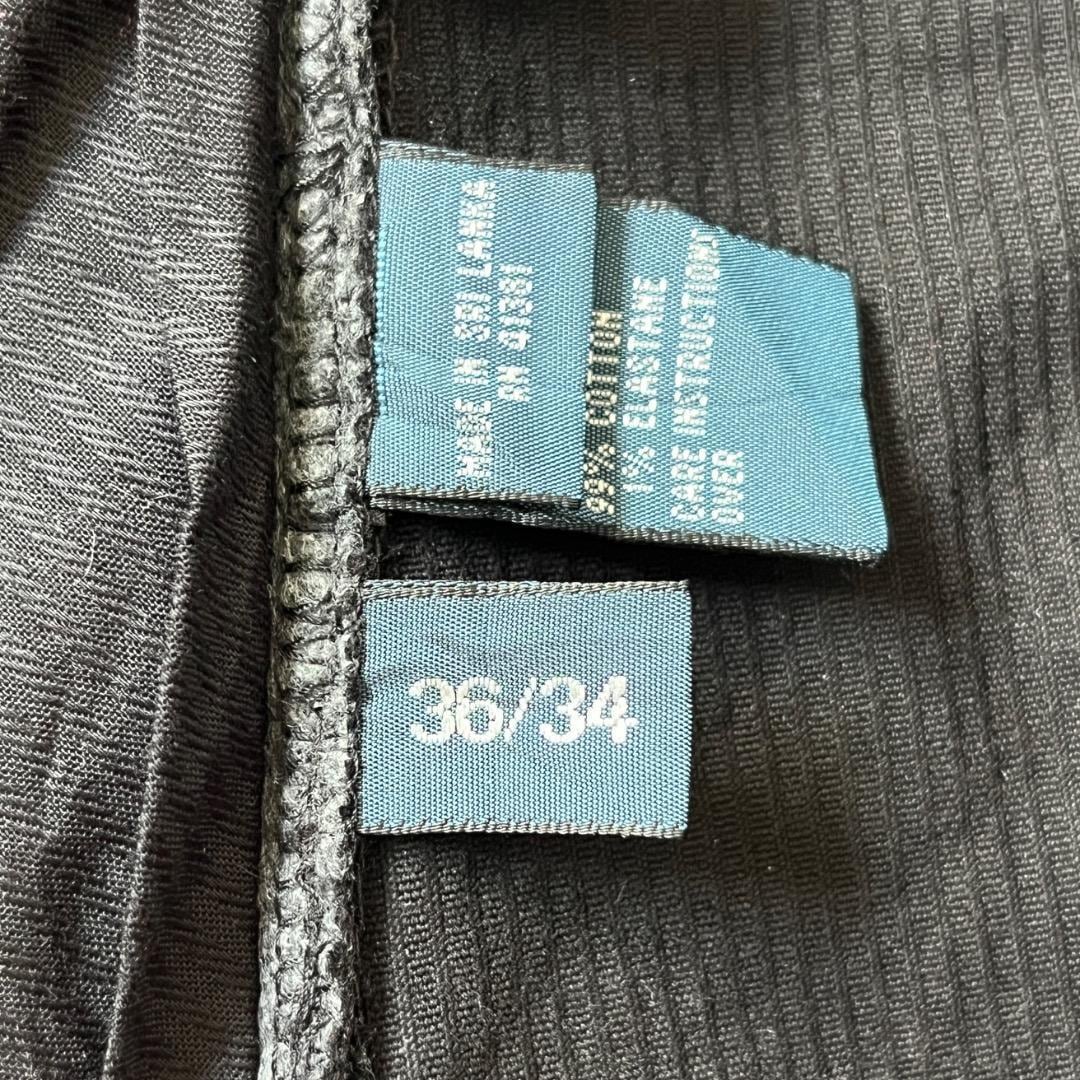 MADE IN SRI LANKA
RN 41381
99% COTTON
1% ELASTANE
CARE INSTRUCTIONS
OVER
36/34